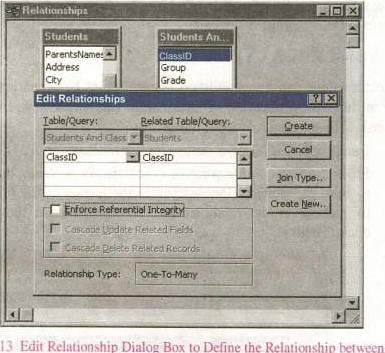 Relationships
Students
Students An...
ParentsNames
Address
City
ClassID
Group
Grade
Edit Relationships
Table/Query:
Related Table/Query:
Students And Class
Students
Create
ClassID
ClassID
Cancel
Join Type..
Create New..
Enforce Referential Integrity
Cascade Update Related Fields
Cascade Delete Related Records
Relationship Type:
One-To-Many
13 Edit Relationship Dialog Box to Define the Relationship between